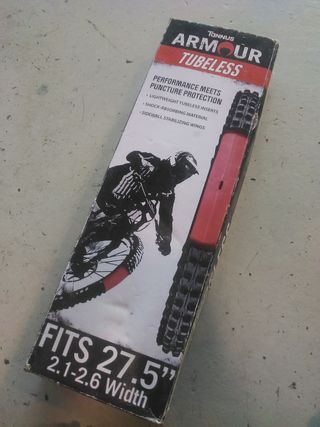 TANNUS
ARMOUR
TUBELESS
PERFORMANCE MEETS
PUNCTURE PROTECTION
• LIGHTWEIGHT TUBELESS INSERTS
• SHOCK-ABSORBING MATERIAL
• SIDEWALL STABILIZING WINGS
FITS 27.5"
2.1-2.6 Width